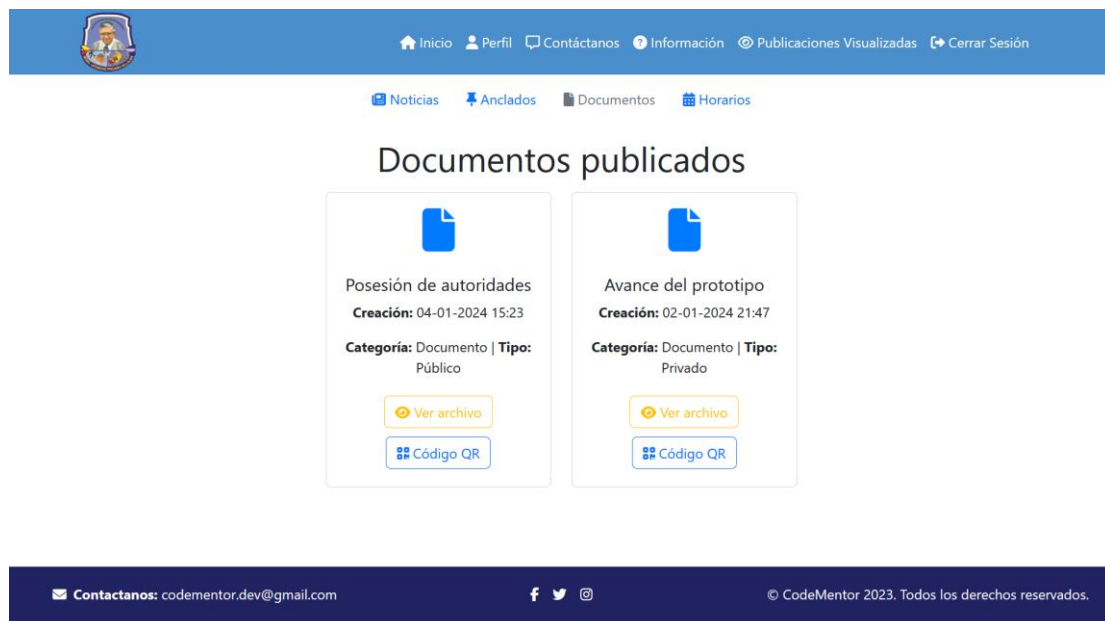 Inicio Perfil Contáctanos Información Publicaciones Visualizadas Cerrar Sesión
Noticias Anclados Documentos Horarios
Documentos publicados
Posesión de autoridades
Creación: 04-01-2024 15:23
Categoría: Documento | Tipo:
Público
Ver archivo
Código QR
Avance del prototipo
Creación: 02-01-2024 21:47
Categoría: Documento | Tipo:
Privado
Ver archivo
Código QR
Contactanos: codementor.dev@gmail.com
© CodeMentor 2023. Todos los derechos reservados.